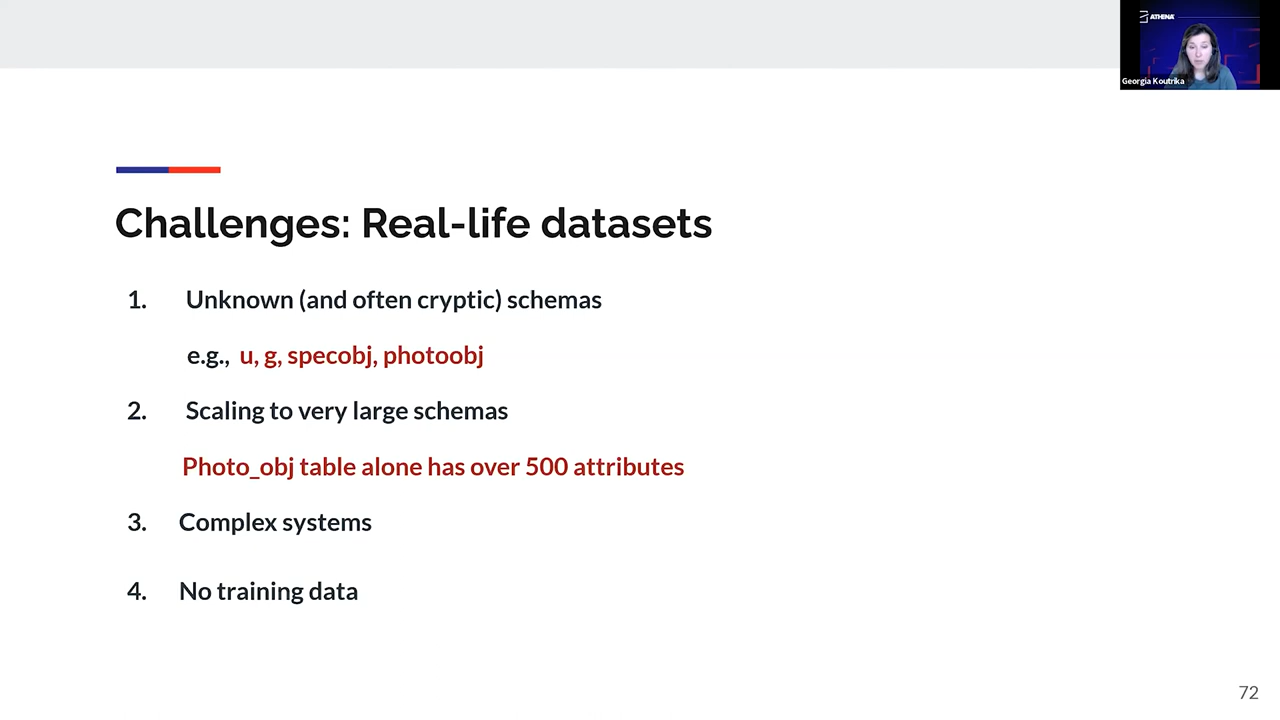 ATHENA
Georgia Koutrika
Challenges: Real-life datasets
1. Unknown (and often cryptic) schemas
e.g., u, g, specobj, photoobj
2. Scaling to very large schemas
Photo_obj table alone has over 500 attributes
3. Complex systems
4. No training data
72